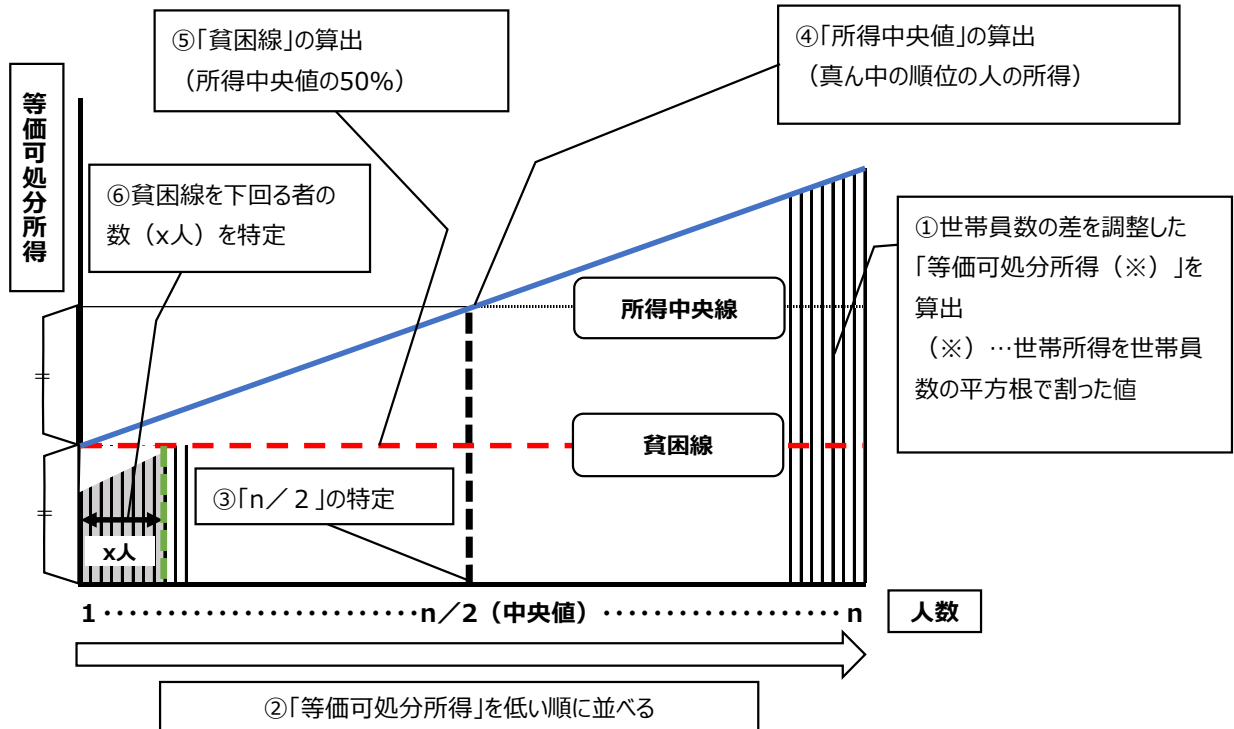 ⑤「貧困線」の算出
(所得中央値の50%)
④「所得中央値」の算出
(真ん中の順位の人の所得)
等価可処分所得
⑥貧困線を下回る者の
数(x人)を特定
①世帯員数の差を調整した
「等価可処分所得(※)」を
算出
(※)…世帯所得を世帯員
数の平方根で割った値
所得中央線
=
貧困線
③「n/2」の特定
=
x人
1・・・・・・・・・・・・・・・・・・・・・・・・n/2(中央値)・・・・・・・・・・・・・・・・・・n
人数
②「等価可処分所得」を低い順に並べる